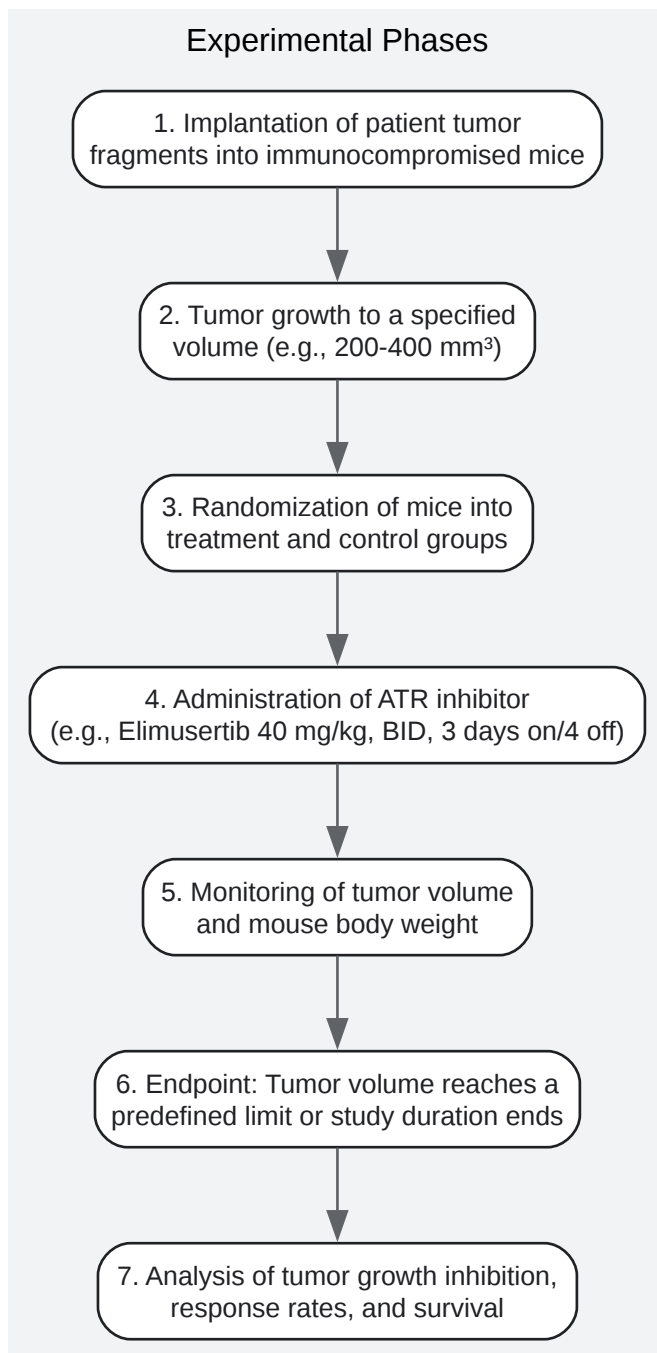 Experimental Phases
1. Implantation of patient tumor
fragments into immunocompromised mice
2. Tumor growth to a specified
volume (e.g., 200-400 mm³)
3. Randomization of mice into
treatment and control groups
4. Administration of ATR inhibitor
(e.g., Elimusertib 40 mg/kg, BID, 3 days on/4 off)
5. Monitoring of tumor volume
and mouse body weight
6. Endpoint: Tumor volume reaches a
predefined limit or study duration ends
7. Analysis of tumor growth inhibition,
response rates, and survival